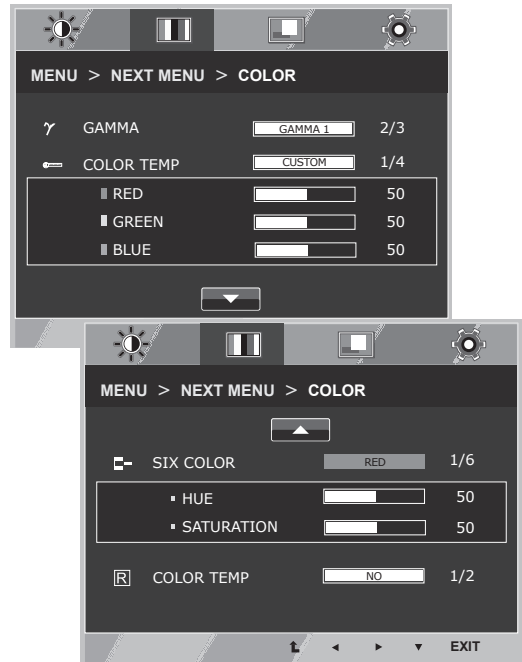 MENU > NEXT MENU > COLOR
γ GAMMA GAMMA 1 2/3
COLOR TEMP CUSTOM 1/4
RED 50
GREEN 50
BLUE 50
MENU > NEXT MENU > COLOR
SIX COLOR RED 1/6
HUE 50
SATURATION 50
R COLOR TEMP NO 1/2
EXIT